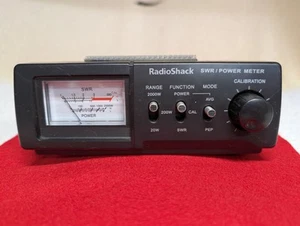 RadioShack SWR / POWER METER
CALIBRATION
RANGE FUNCTION MODE
2000W POWER AVG
200W CAL
20W SWR PEP
SWR
POWER